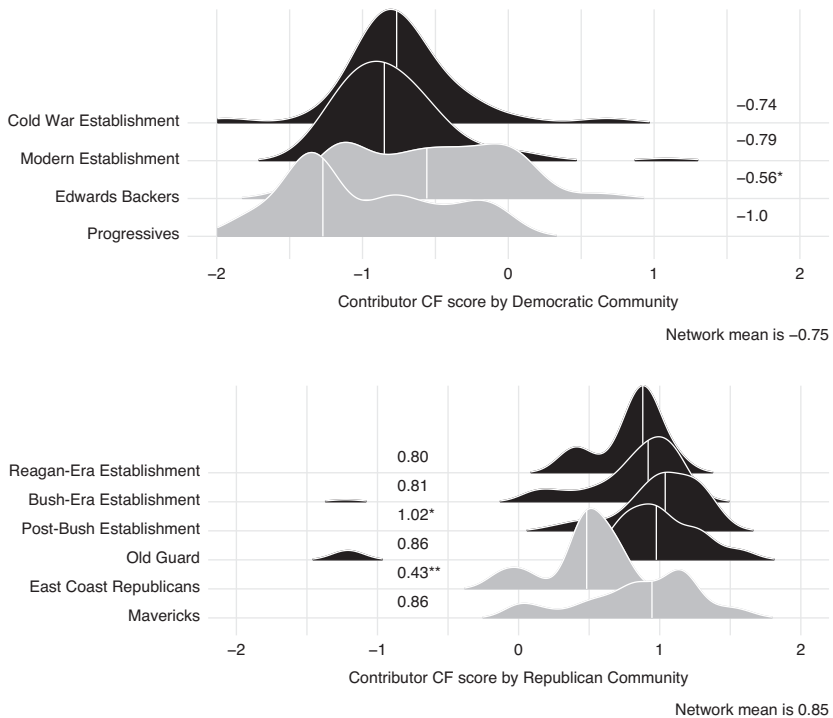 Cold War Establishment −0.74
Modern Establishment −0.79
Edwards Backers −0.56*
Progressives −1.0
−2 −1 0 1 2
Contributor CF score by Democratic Community
Network mean is −0.75
Reagan-Era Establishment 0.80
Bush-Era Establishment 0.81
Post-Bush Establishment 1.02*
Old Guard 0.86
East Coast Republicans 0.43**
Mavericks 0.86
−2 −1 0 1 2
Contributor CF score by Republican Community
Network mean is 0.85